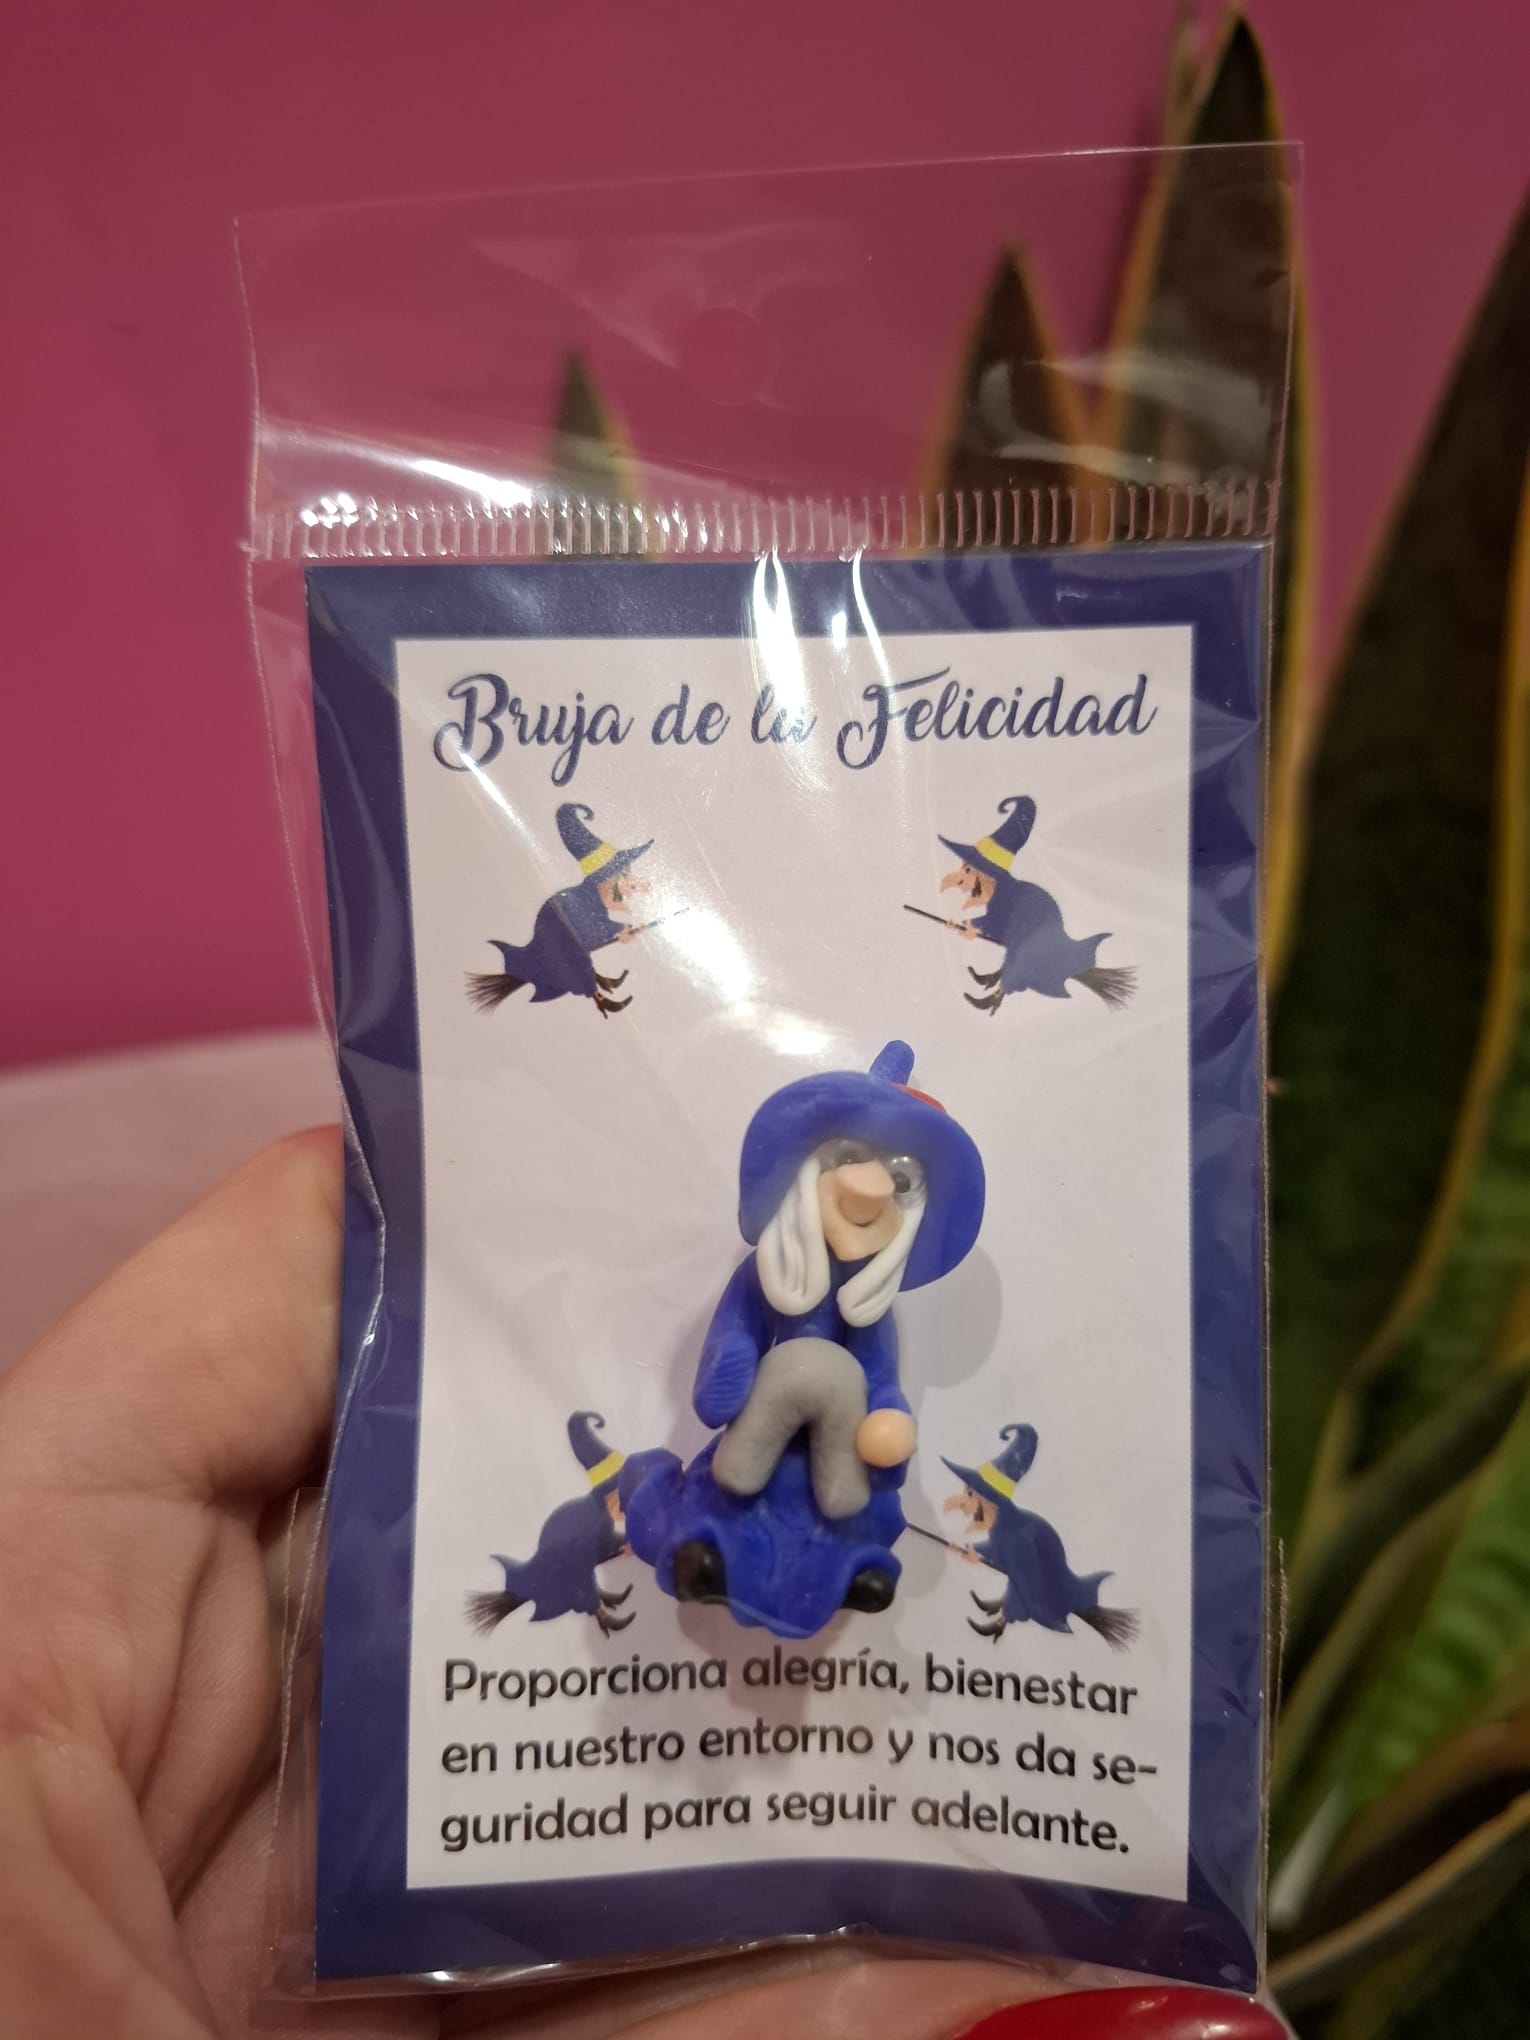 Bruja de la Felicidad
Proporciona alegría, bienestar
en nuestro entorno y nos da se-
guridad para seguir adelante.